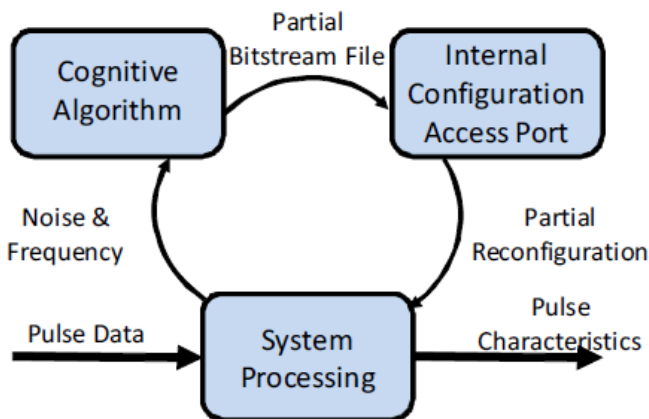 Partial
Bitstream File
Cognitive
Algorithm
Internal
Configuration
Access Port
Noise &
Frequency
Partial
Reconfiguration
Pulse Data
System
Processing
Pulse
Characteristics